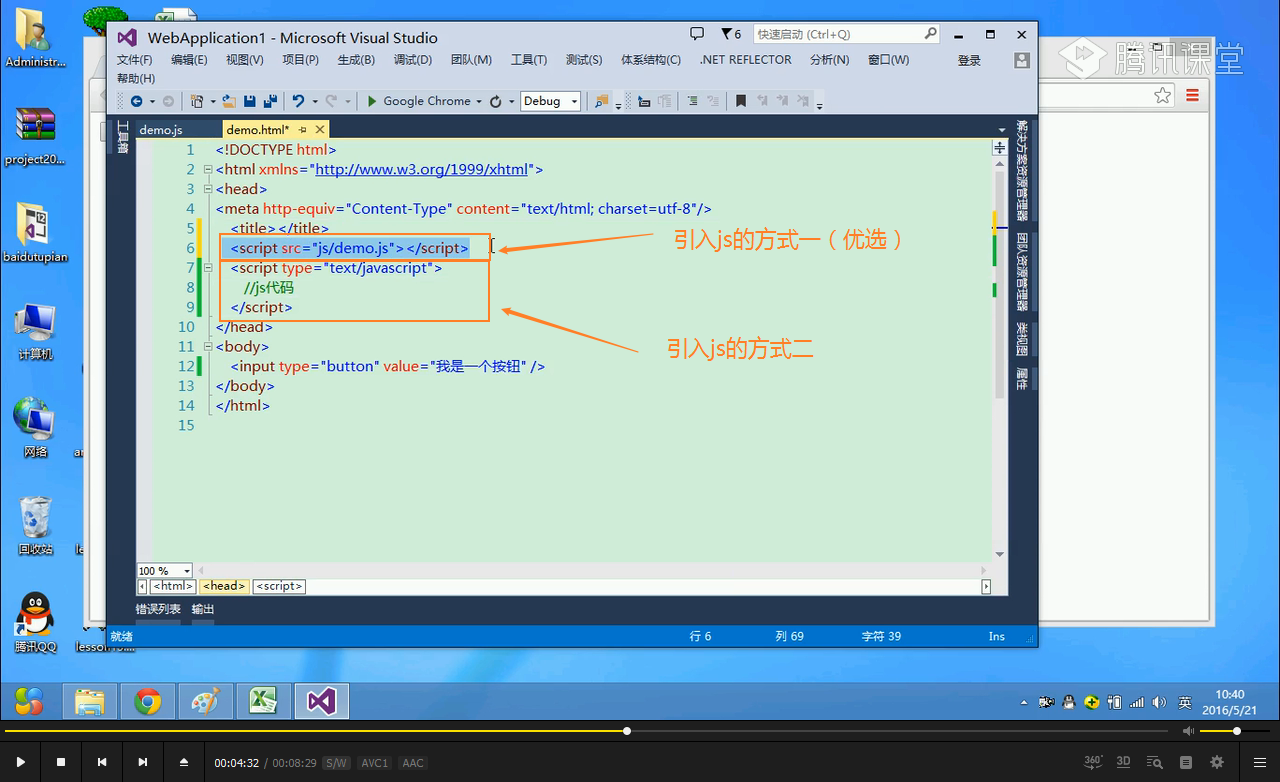 Administr...
project20...
baidutupian
计算机
网络
回收站
腾讯QQ
lesson10....
WebApplication1 - Microsoft Visual Studio
6
快速启动 (Ctrl+Q)
文件(F) 编辑(E) 视图(V) 项目(P) 生成(B) 调试(D) 团队(M) 工具(T) 测试(S) 体系结构(C) .NET REFLECTOR 分析(N) 窗口(W) 登录
帮助(H)
Google Chrome
Debug
腾讯课堂
工具箱
demo.js
demo.html*
1 <!DOCTYPE html>
2 <html xmlns="http://www.w3.org/1999/xhtml">
3 <head>
4 <meta http-equiv="Content-Type" content="text/html; charset=utf-8"/>
5 <title></title>
6 <script src="js/demo.js"></script>
7 <script type="text/javascript">
8 //js代码
9 </script>
10 </head>
11 <body>
12 <input type="button" value="我是一个按钮" />
13 </body>
14 </html>
15
引入js的方式一（优选）
引入js的方式二
解决方案资源管理器
团队资源管理器
类视图
属性
100 %
<html> <head> <script>
错误列表 输出
就绪
行 6
列 69
字符 39
Ins
英
10:40
2016/5/21
00:04:32 / 00:08:29 S/W AVC1 AAC
360°
3D